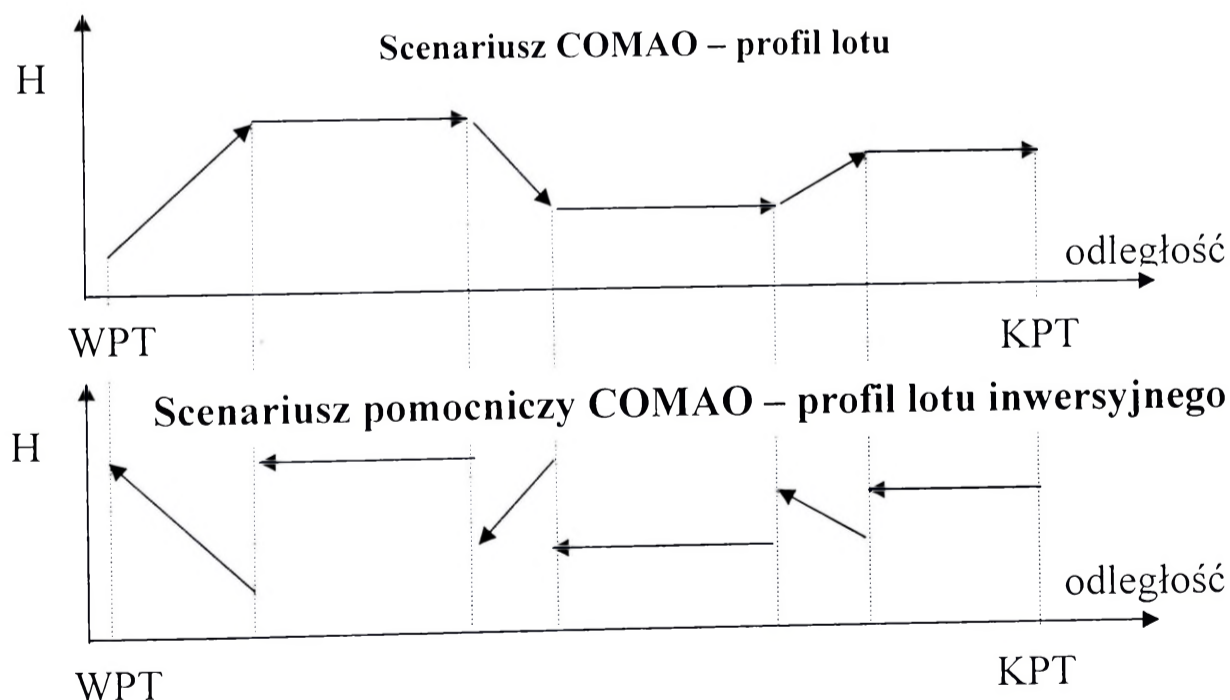 Scenariusz COMAO – profil lotu
H
odległość
WPT
KPT
Scenariusz pomocniczy COMAO – profil lotu inwersyjnego
H
odległość
WPT
KPT